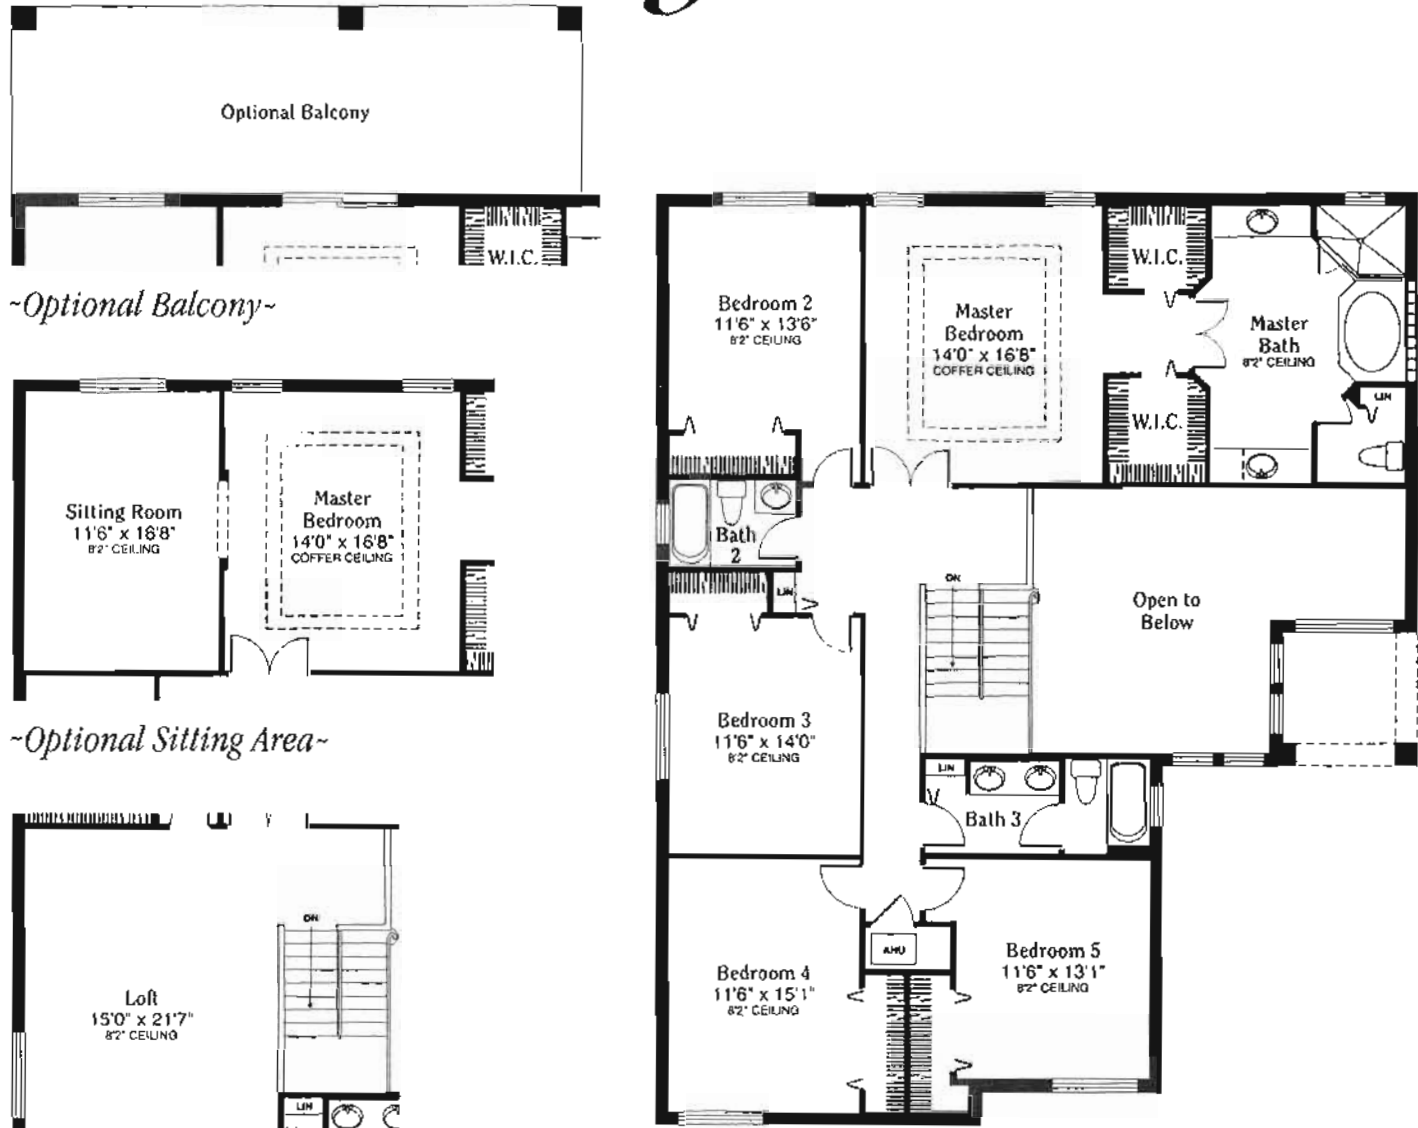 Optional Balcony
W.I.C.
~Optional Balcony~
Sitting Room
11'6" x 16'8"
8'2" CEILING
Master
Bedroom
14'0" x 16'8"
COFFER CEILING
~Optional Sitting Area~
DN
Loft
15'0" x 21'7"
8'2" CEILING
LIN
Bedroom 2
11'6" x 13'6"
8'2" CEILING
Master
Bedroom
14'0" x 16'8"
COFFER CEILING
W.I.C.
W.I.C.
Master
Bath
8'2" CEILING
LIN
Bath
2
LIN
DN
Open to
Below
Bedroom 3
11'6" x 14'0"
8'2" CEILING
LIN
Bath 3
AHU
Bedroom 4
11'6" x 15'1"
8'2" CEILING
Bedroom 5
11'6" x 13'1"
8'2" CEILING